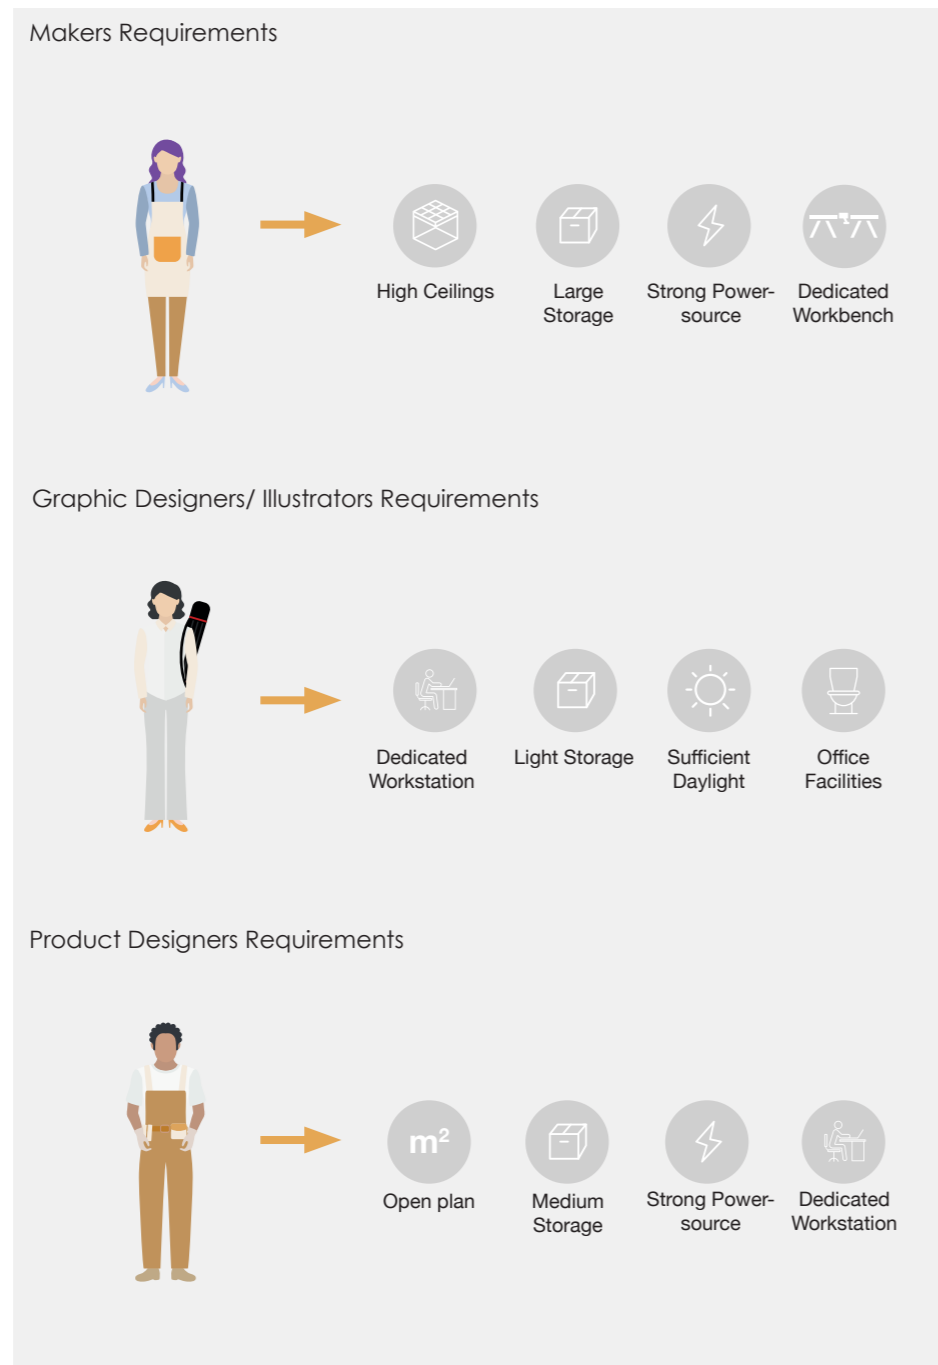 Makers Requirements
High Ceilings
Large
Storage
Strong Power-
source
Dedicated
Workbench
Graphic Designers/ Illustrators Requirements
Dedicated
Workstation
Light Storage
Sufficient
Daylight
Office
Facilities
Product Designers Requirements
m²
Open plan
Medium
Storage
Strong Power-
source
Dedicated
Workstation